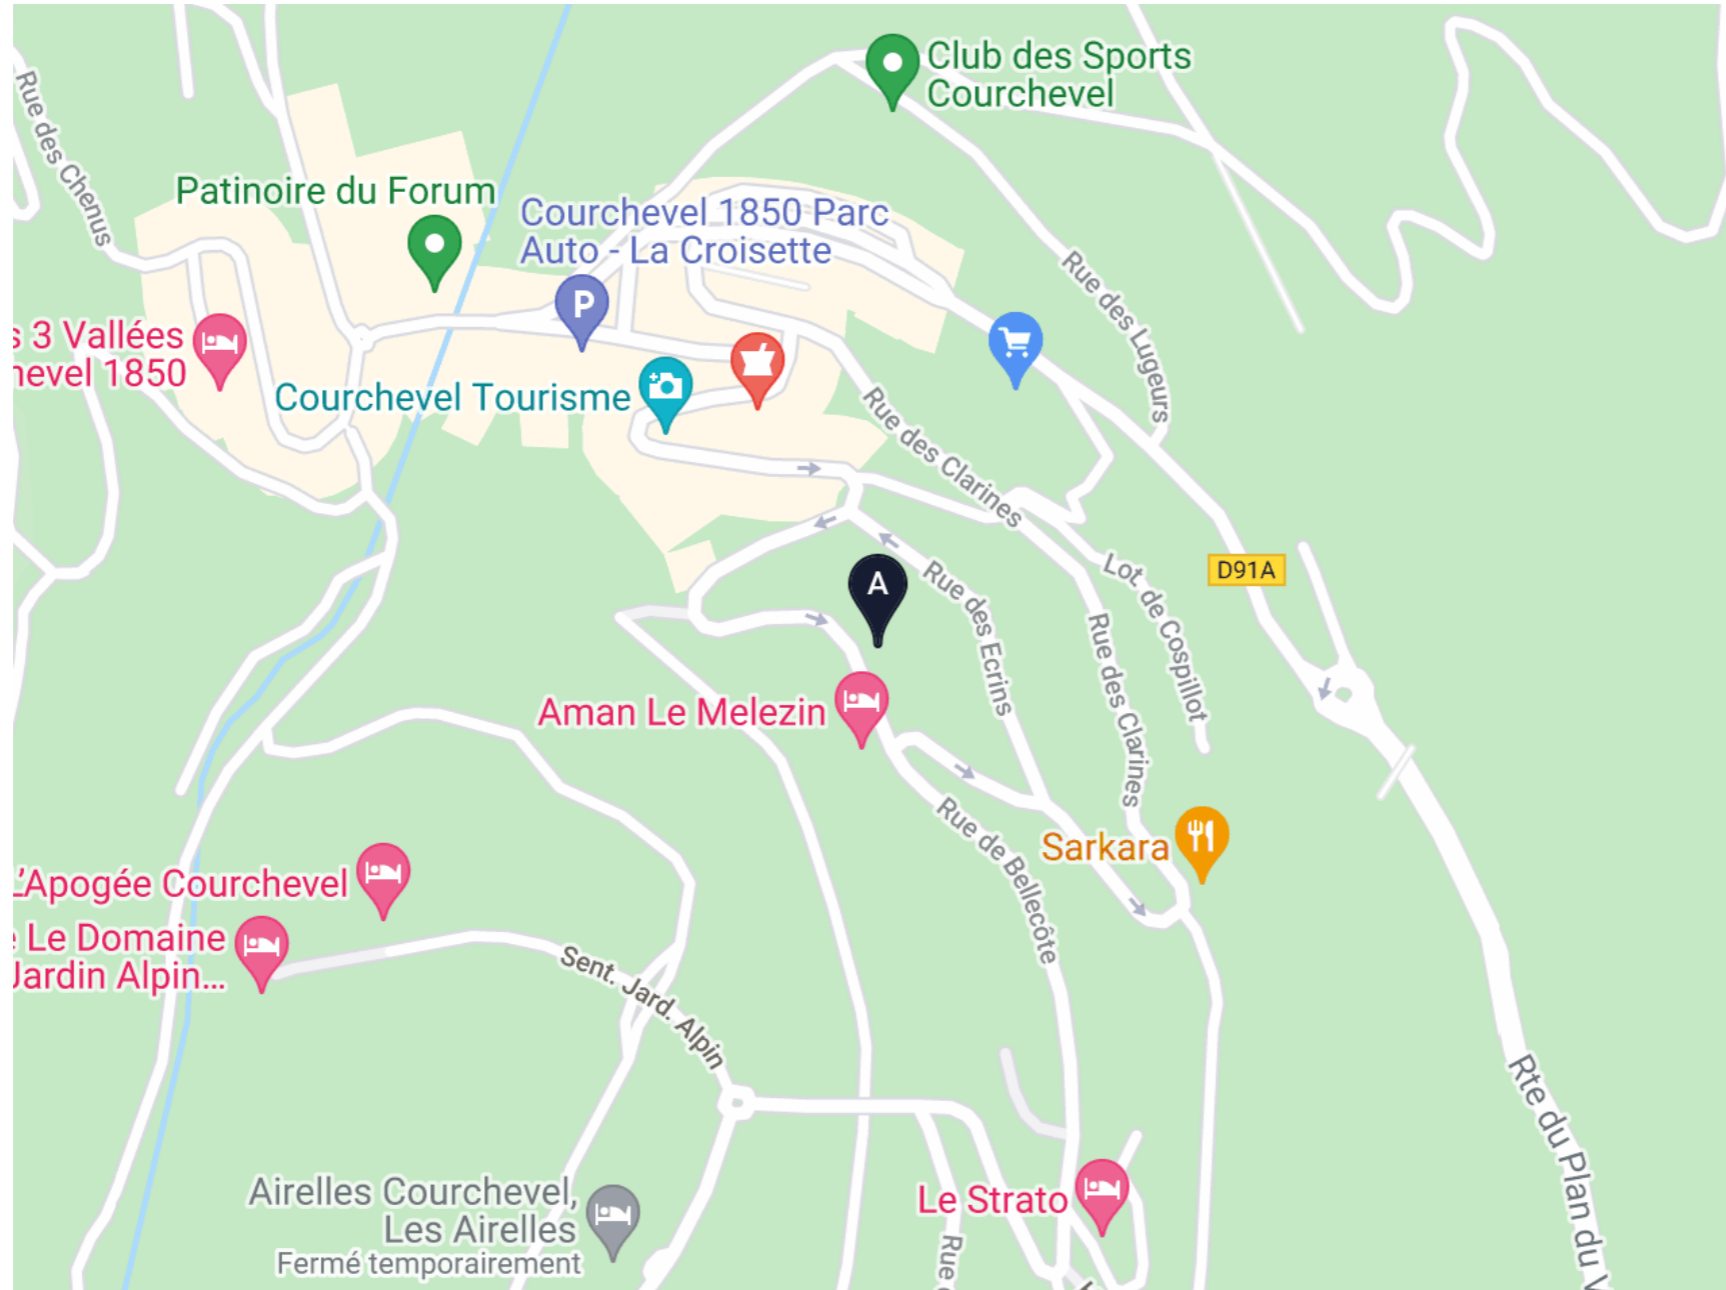 Club des Sports
Courchevel
Rue des Chenus
Patinoire du Forum
Courchevel 1850 Parc
Auto - La Croisette
P
Rue des Lugeurs
s 3 Vallées
hevel 1850
Courchevel Tourisme
Rue des Clarines
D91A
A
Rue des Ecrins
Lot. de Cospillot
Rue des Clarines
Aman Le Melezin
Rue de Bellecôte
Sarkara
L'Apogée Courchevel
Le Domaine
Jardin Alpin...
Sent. Jard. Alpin
Rte du Plan du V
Airelles Courchevel,
Les Airelles
Fermé temporairement
Le Strato
Rue